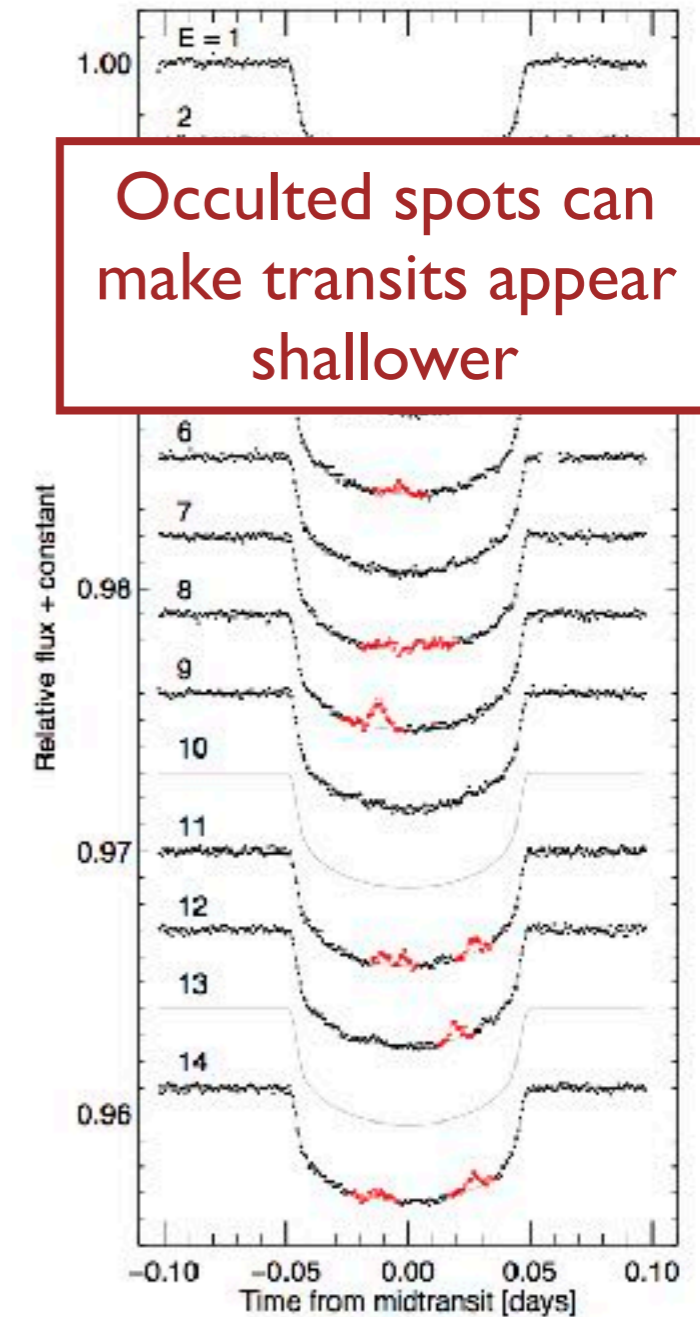 E = 1
1.00
2
Occulted spots can
make transits appear
shallower
6
7
0.98
8
9
10
11
0.97
12
13
14
0.96
Relative flux + constant
−0.10 −0.05 0.00 0.05 0.10
Time from midtransit [days]